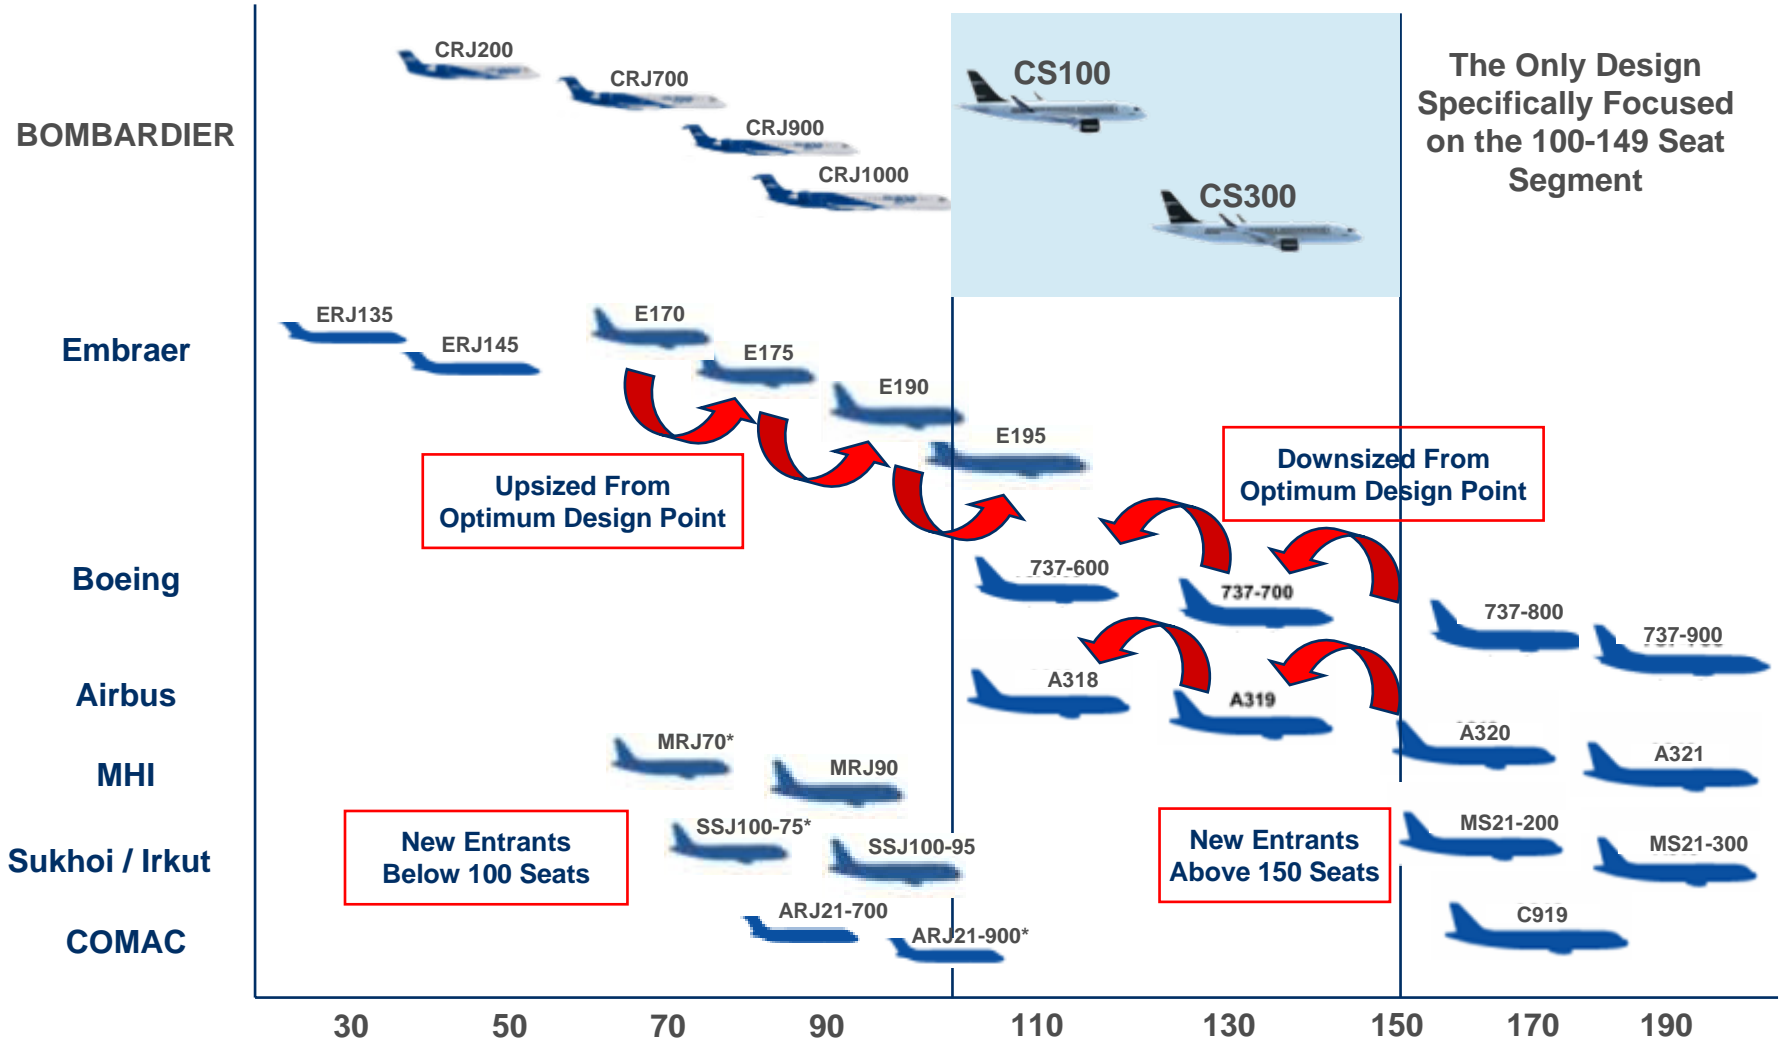 CRJ200
CRJ700
CRJ900
CRJ1000
BOMBARDIER
CS100
CS300
The Only Design
Specifically Focused
on the 100-149 Seat
Segment
Embraer
ERJ135
ERJ145
E170
E175
E190
E195
Upsized From
Optimum Design Point
Downsized From
Optimum Design Point
Boeing
737-600
737-700
737-800
737-900
Airbus
A318
A319
A320
A321
MHI
MRJ70*
MRJ90
New Entrants
Below 100 Seats
New Entrants
Above 150 Seats
Sukhoi / Irkut
SSJ100-75*
SSJ100-95
MS21-200
MS21-300
COMAC
ARJ21-700
ARJ21-900*
C919
30 50 70 90 110 130 150 170 190